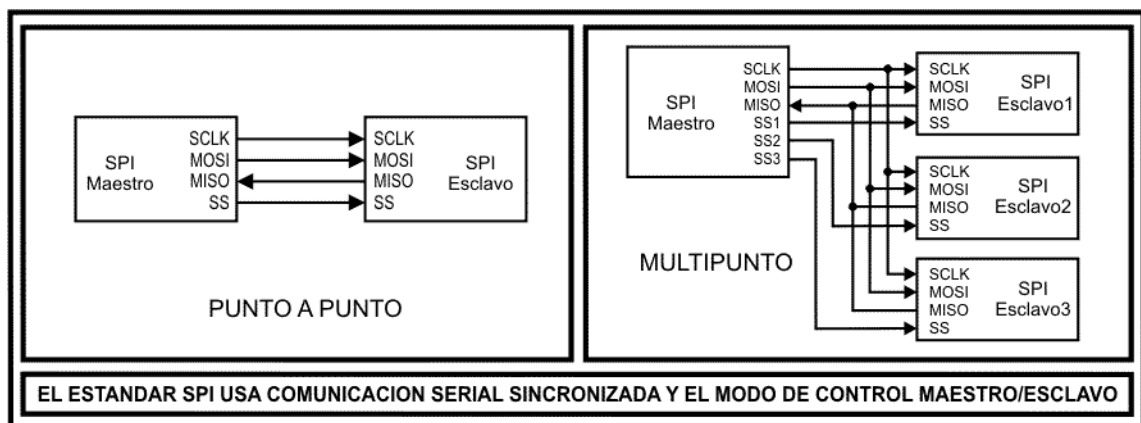 SPI
Maestro
SCLK
MOSI
MISO
SS
SCLK
MOSI
MISO
SS
SPI
Esclavo
PUNTO A PUNTO
SPI
Maestro
SCLK
MOSI
MISO
SS1
SS2
SS3
SCLK
MOSI
MISO
SS
SPI
Esclavo1
SCLK
MOSI
MISO
SS
SPI
Esclavo2
SCLK
MOSI
MISO
SS
SPI
Esclavo3
MULTIPUNTO
EL ESTANDAR SPI USA COMUNICACION SERIAL SINCRONIZADA Y EL MODO DE CONTROL MAESTRO/ESCLAVO